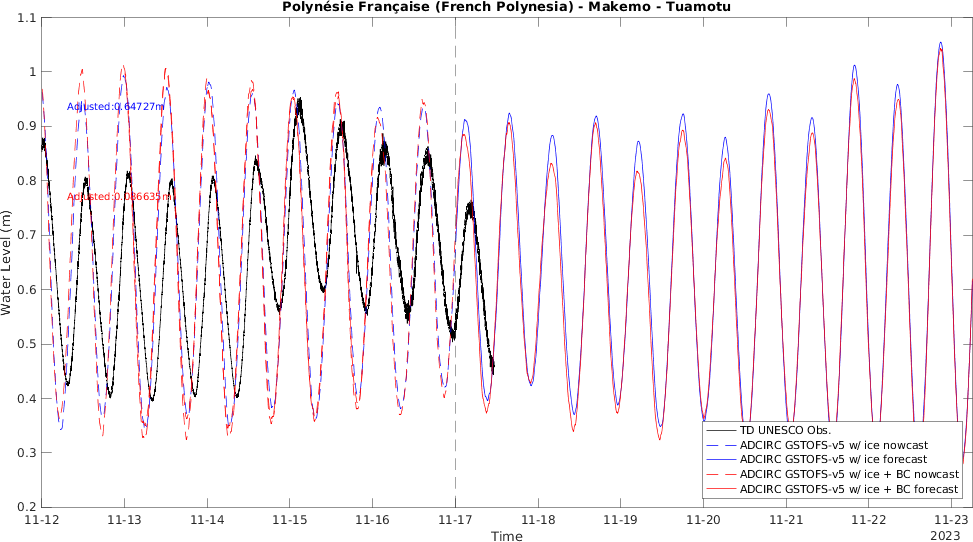 Polynésie Française (French Polynesia) - Makemo - Tuamotu
Water Level (m)
1.1
1
0.9
0.8
0.7
0.6
0.5
0.4
0.3
0.2
Adjusted:0.64727m
Adjusted:0.086635m
TD UNESCO Obs.
ADCIRC GSTOFS-v5 w/ ice nowcast
ADCIRC GSTOFS-v5 w/ ice forecast
ADCIRC GSTOFS-v5 w/ ice + BC nowcast
ADCIRC GSTOFS-v5 w/ ice + BC forecast
11-12 11-13 11-14 11-15 11-16 11-17 11-18 11-19 11-20 11-21 11-22 11-23
2023
Time